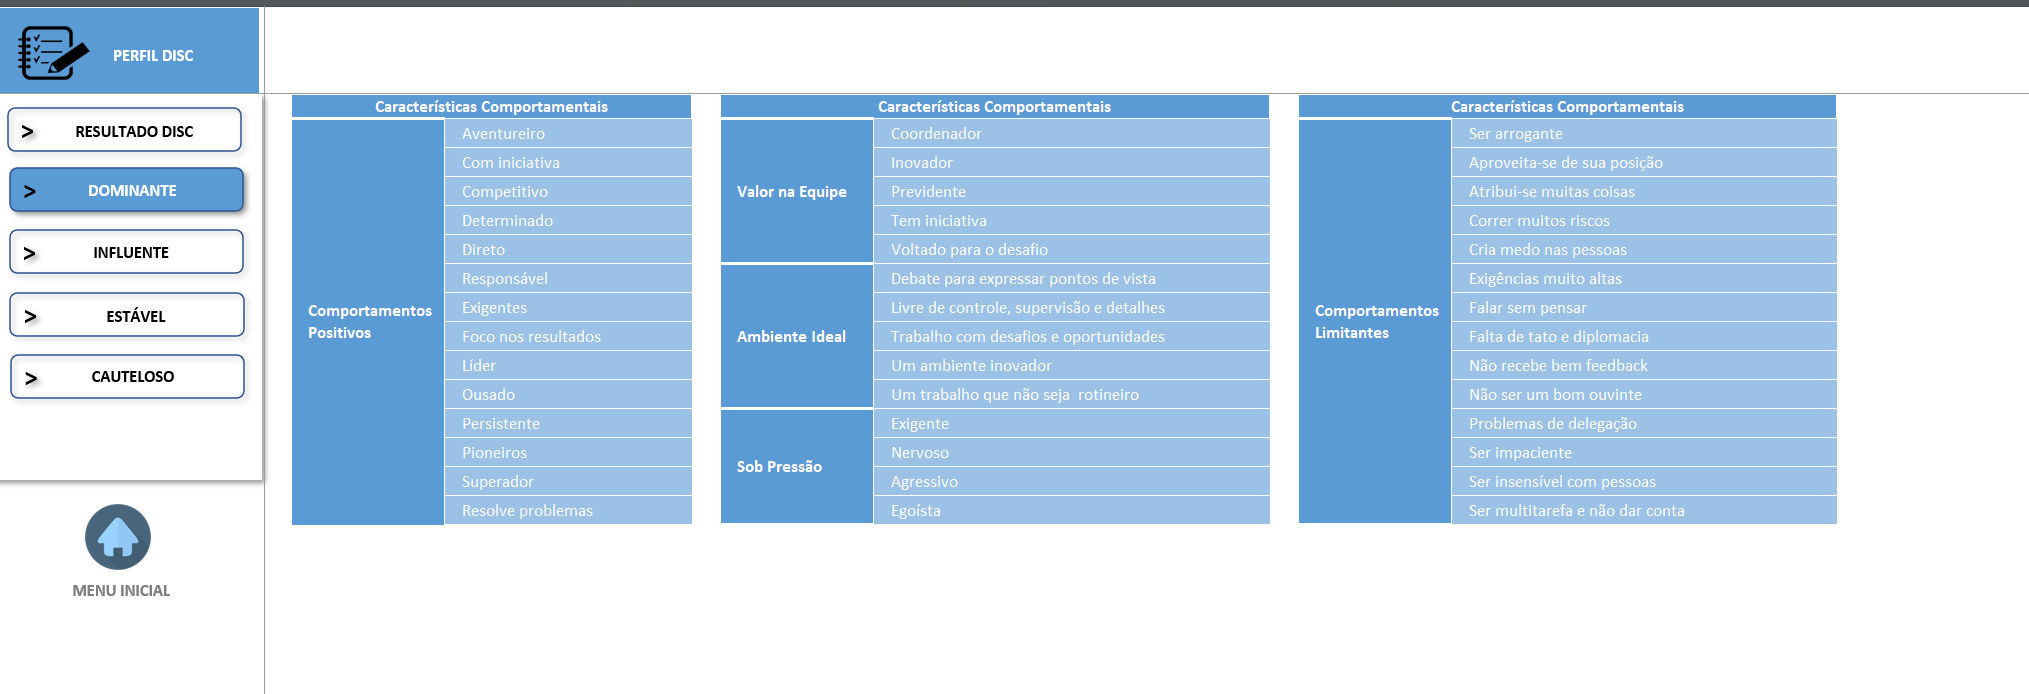 PERFIL DISC
> RESULTADO DISC
> DOMINANTE
> INFLUENTE
> ESTÁVEL
> CAUTELOSO
MENU INICIAL
Características Comportamentais
Comportamentos
Positivos
Aventureiro
Com iniciativa
Competitivo
Determinado
Direto
Responsável
Exigentes
Foco nos resultados
Líder
Ousado
Persistente
Pioneiros
Superador
Resolve problemas
Características Comportamentais
Valor na Equipe
Coordenador
Inovador
Previdente
Tem iniciativa
Voltado para o desafio
Ambiente Ideal
Debate para expressar pontos de vista
Livre de controle, supervisão e detalhes
Trabalho com desafios e oportunidades
Um ambiente inovador
Um trabalho que não seja  rotineiro
Sob Pressão
Exigente
Nervoso
Agressivo
Egoísta
Características Comportamentais
Comportamentos
Limitantes
Ser arrogante
Aproveita-se de sua posição
Atribui-se muitas coisas
Correr muitos riscos
Cria medo nas pessoas
Exigências muito altas
Falar sem pensar
Falta de tato e diplomacia
Não recebe bem feedback
Não ser um bom ouvinte
Problemas de delegação
Ser impaciente
Ser insensível com pessoas
Ser multitarefa e não dar conta